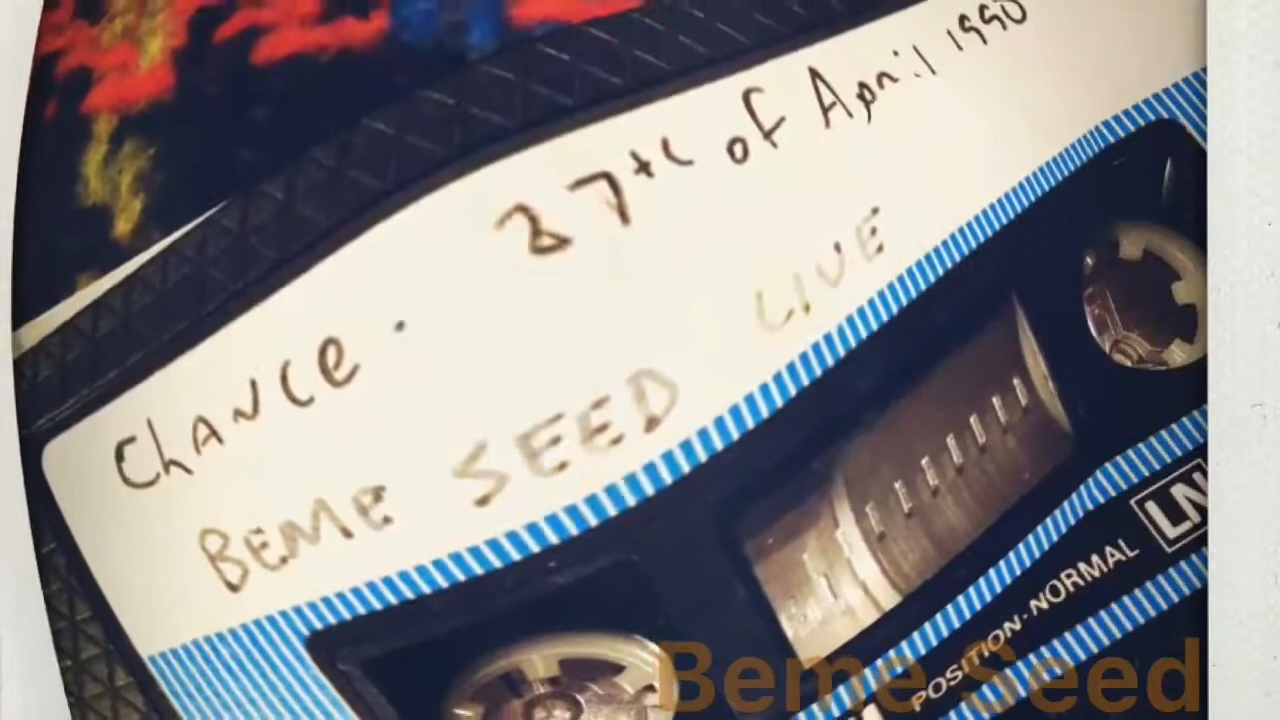 27th of April 1990
Chance.
BEME SEED LIVE
POSITION·NORMAL
LN
Beme Seed